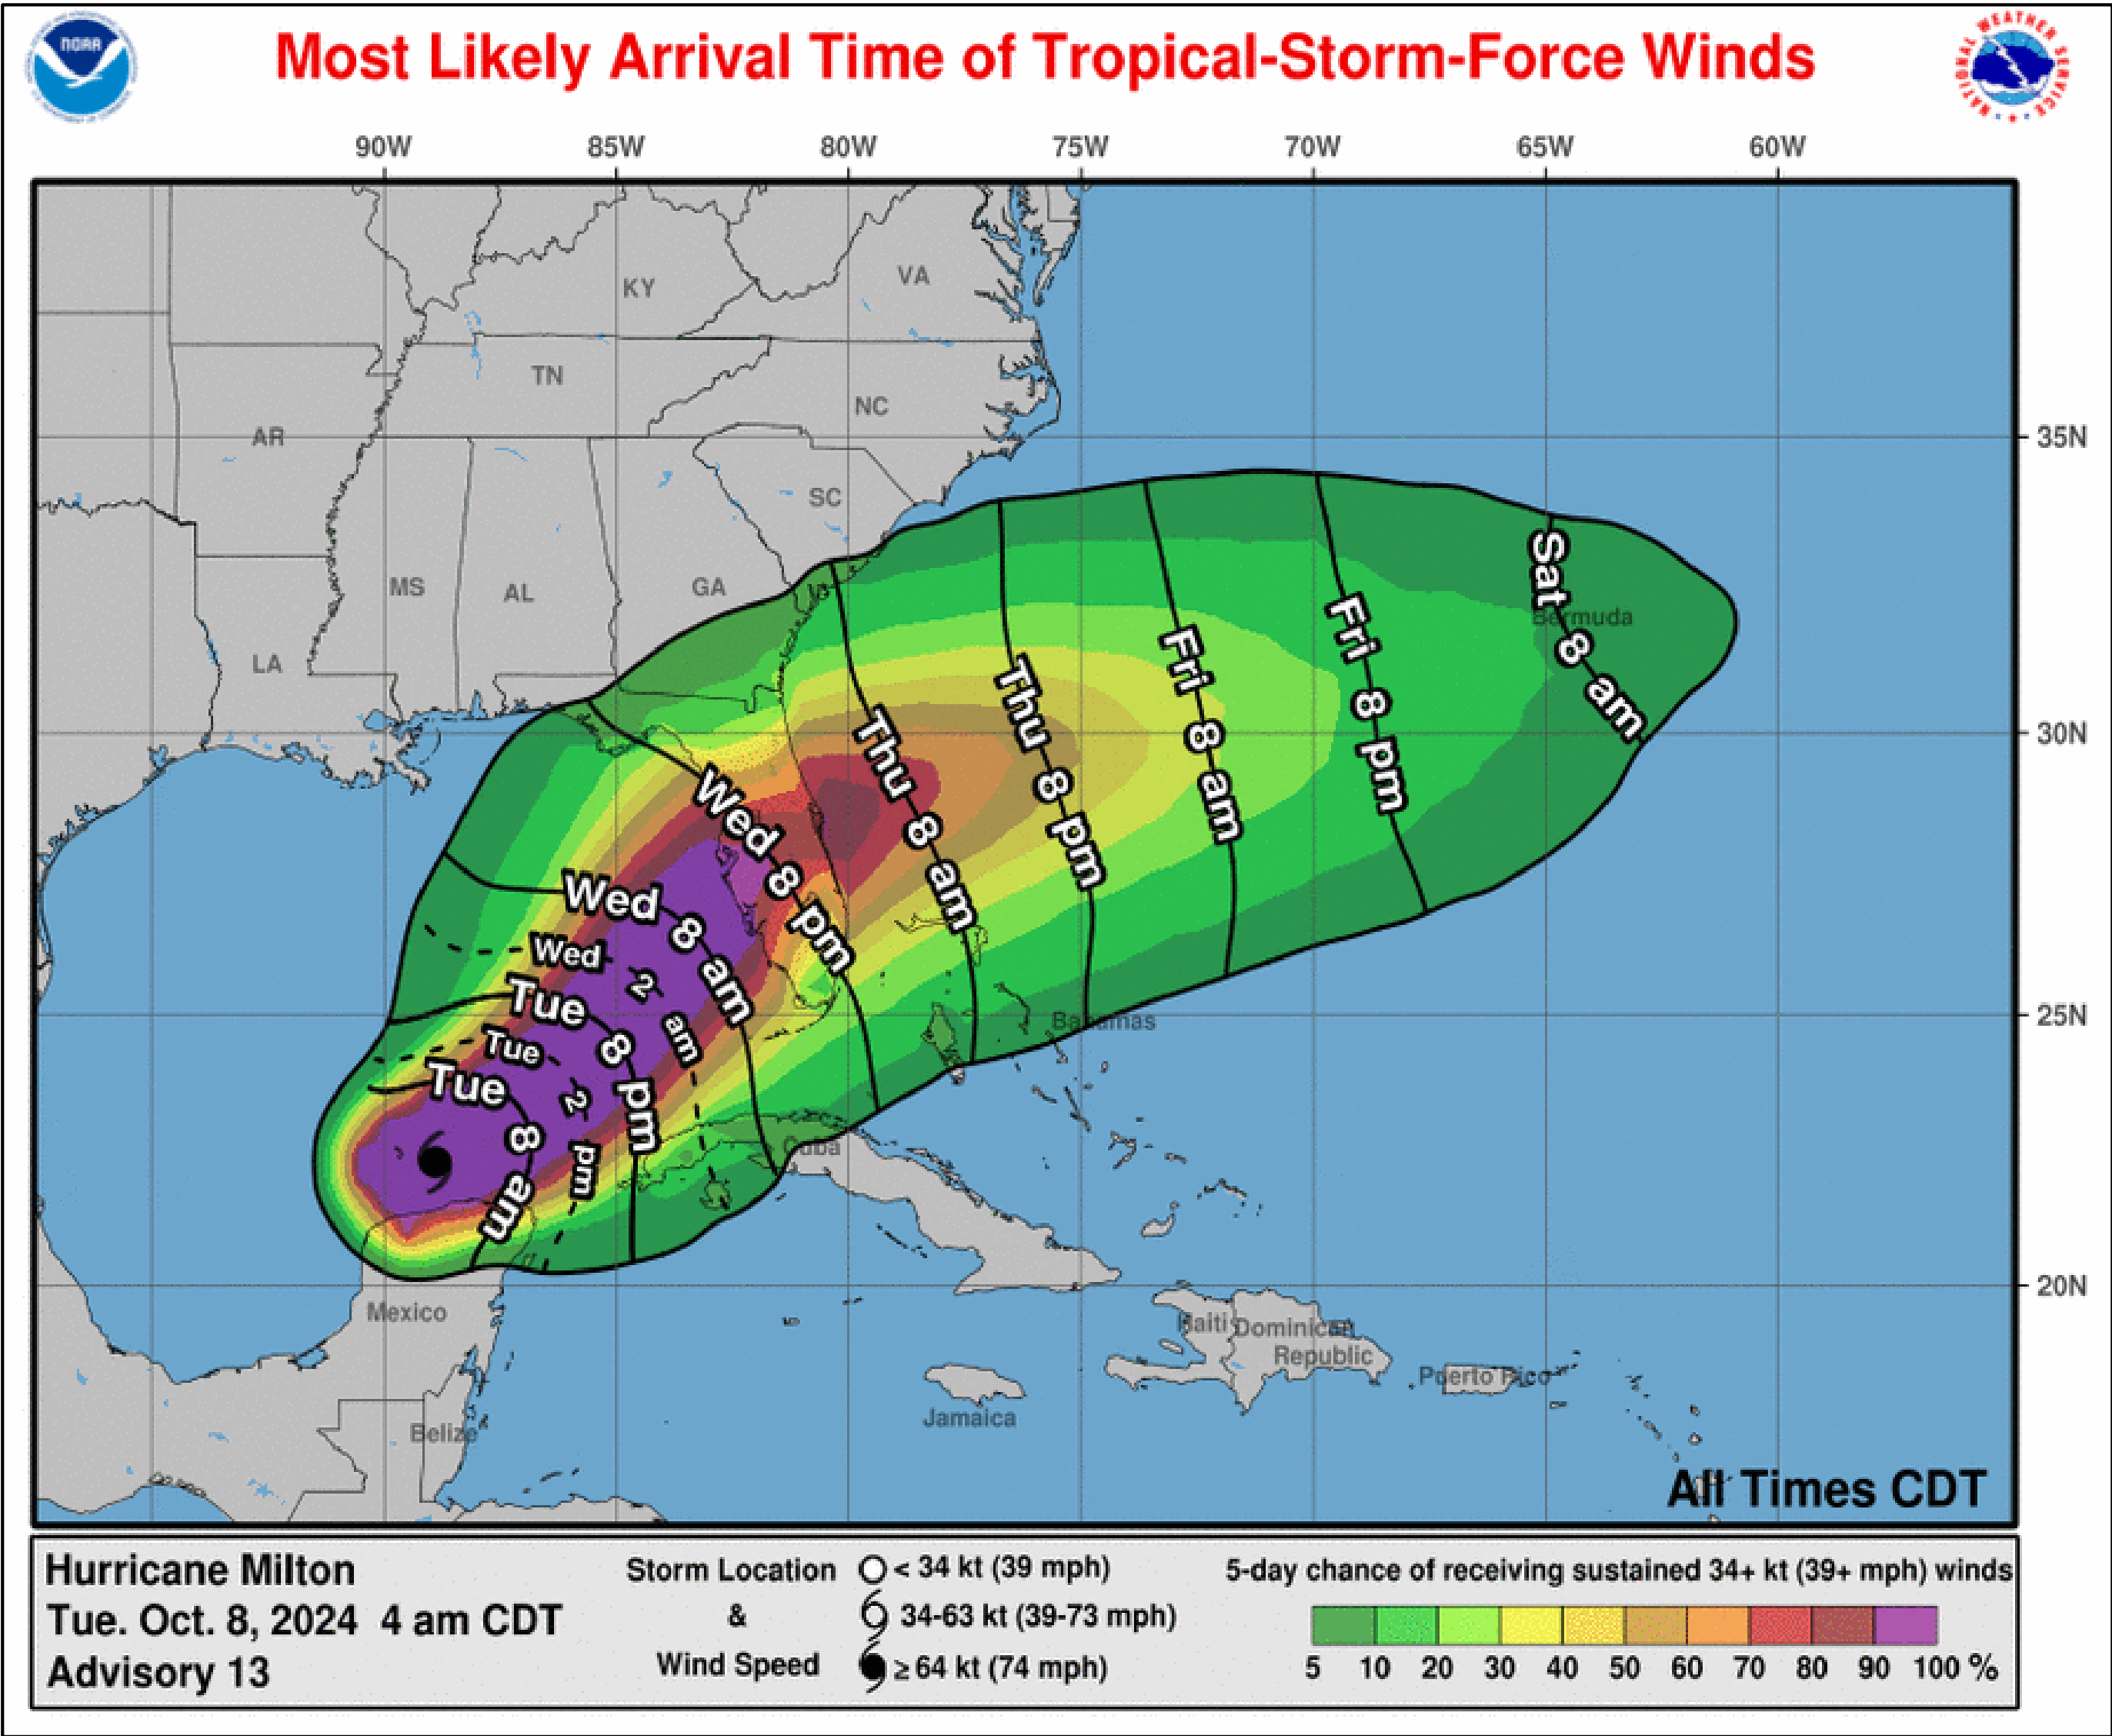 NOAA
Most Likely Arrival Time of Tropical-Storm-Force Winds
NATIONAL WEATHER SERVICE
90W 85W 80W 75W 70W 65W 60W
KY
VA
TN
NC
AR
35N
SC
MS
AL
GA
LA
Bermuda
30N
Sat 8 am
Fri 8 pm
Fri 8 am
Thu 8 pm
Thu 8 am
Wed 8 pm
Wed 8 am
Wed 2 am
Tue 8 pm
Tue 2 pm
Tue 8 am
25N
Bahamas
Cuba
20N
Mexico
Haiti
Dominican
Republic
Puerto Rico
Jamaica
Belize
All Times CDT
Hurricane Milton
Tue. Oct. 8, 2024 4 am CDT
Advisory 13
Storm Location
&
Wind Speed
< 34 kt (39 mph)
34-63 kt (39-73 mph)
≥ 64 kt (74 mph)
5-day chance of receiving sustained 34+ kt (39+ mph) winds
5 10 20 30 40 50 60 70 80 90 100 %